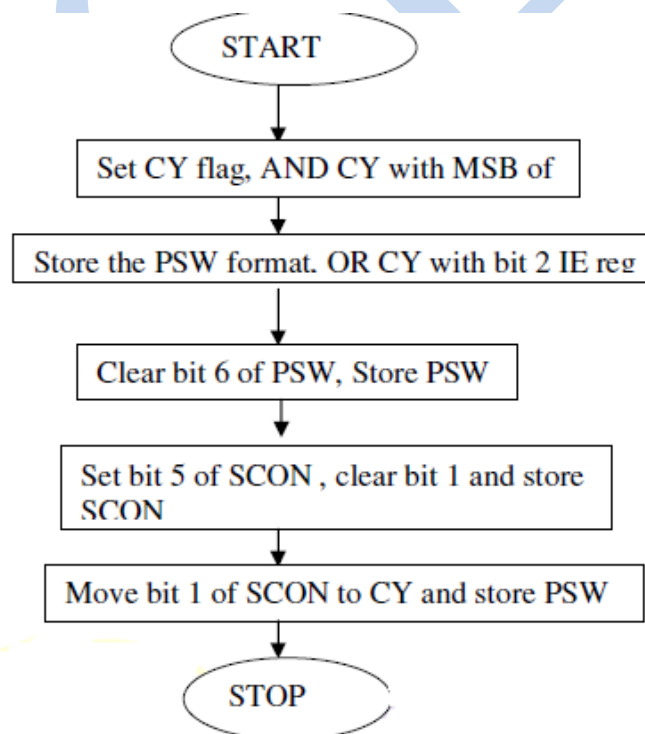 START
Set CY flag, AND CY with MSB of
Store the PSW format, OR CY with bit 2 IE reg
Clear bit 6 of PSW, Store PSW
Set bit 5 of SCON , clear bit 1 and store
SCON
Move bit 1 of SCON to CY and store PSW
STOP